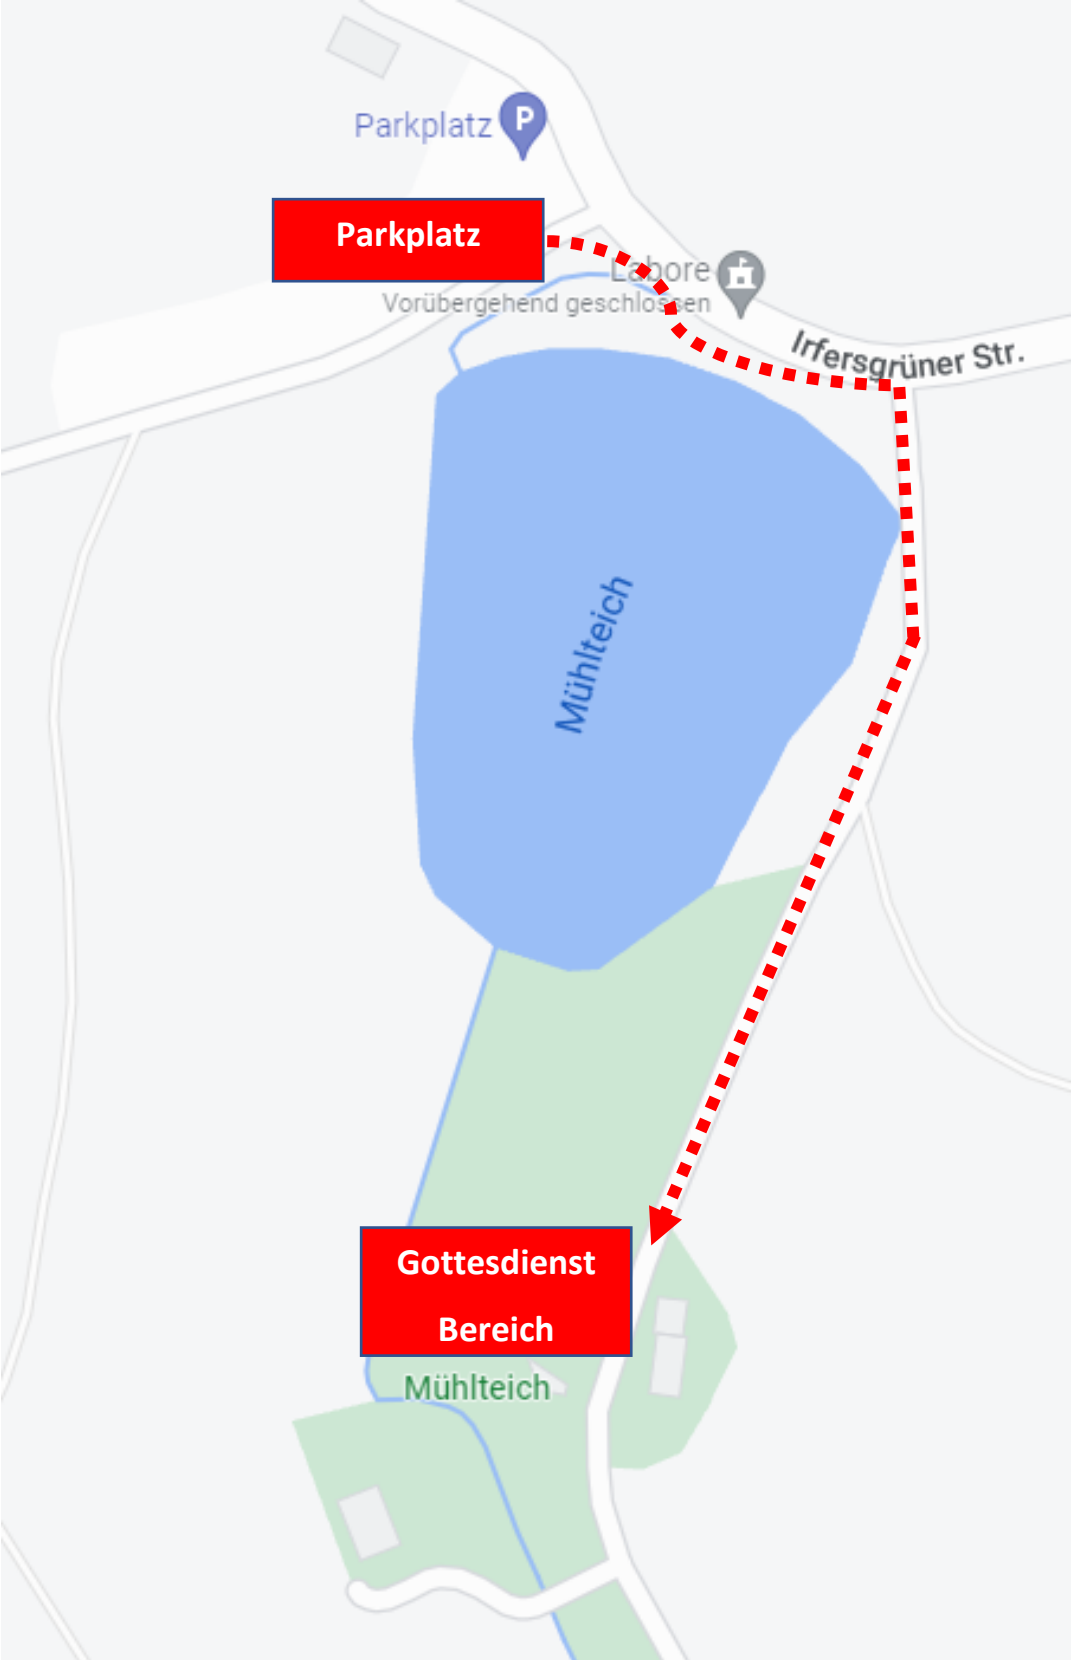 Parkplatz
P
Parkplatz
Labore
Vorübergehend geschlossen
Irfersgrüner Str.
Mühlteich
Gottesdienst
Bereich
Mühlteich